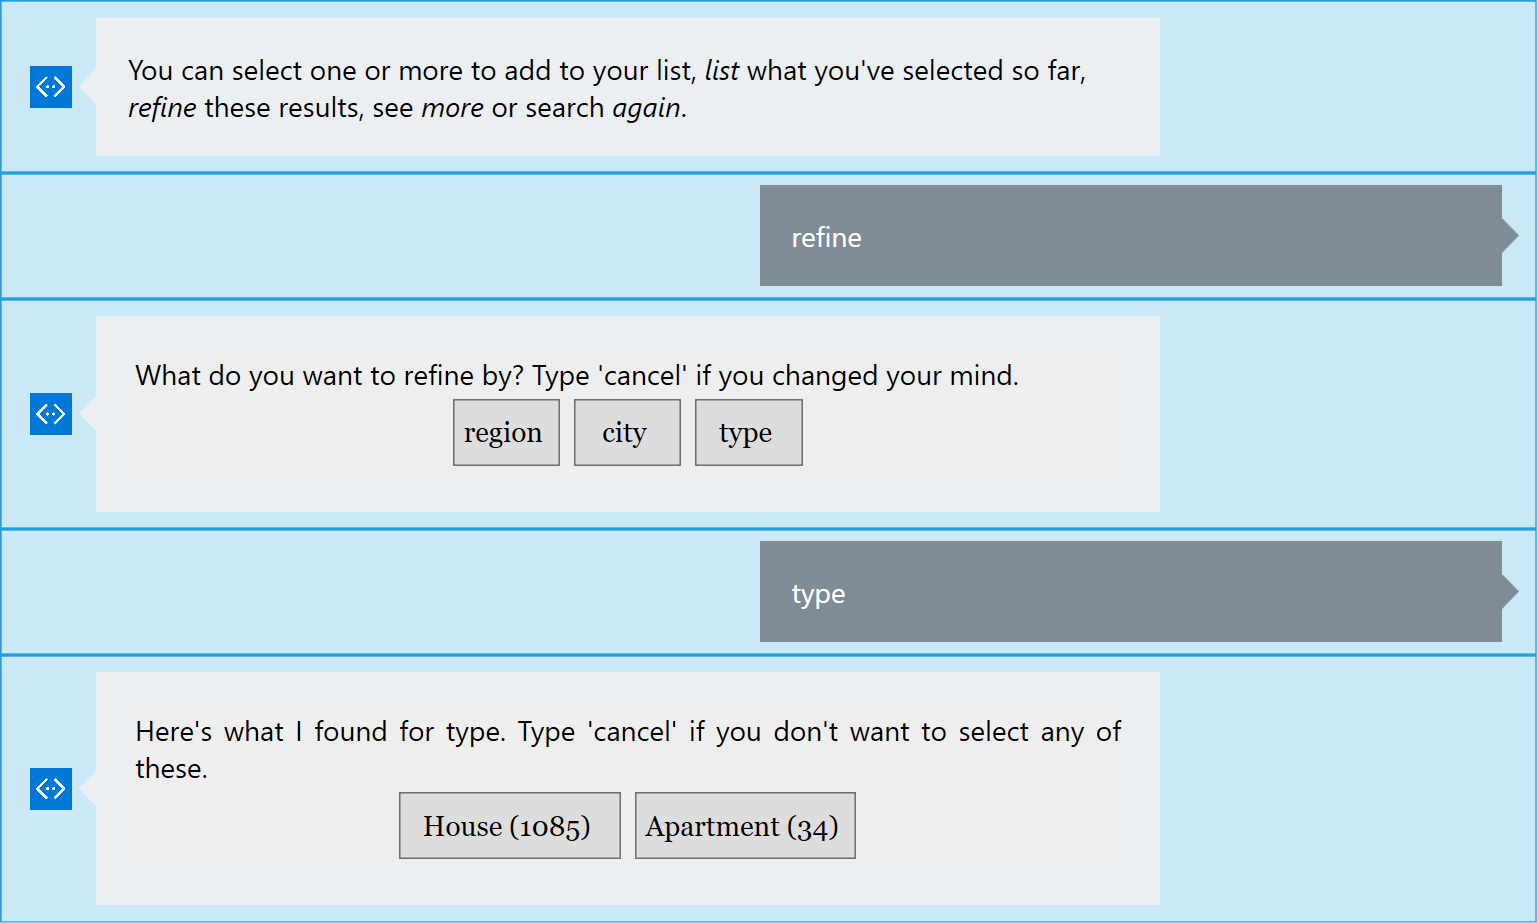 You can select one or more to add to your list, list what you've selected so far,
refine these results, see more or search again.
refine
What do you want to refine by? Type 'cancel' if you changed your mind.
region city type
type
Here's what I found for type. Type 'cancel' if you don't want to select any of
these.
House (1085) Apartment (34)